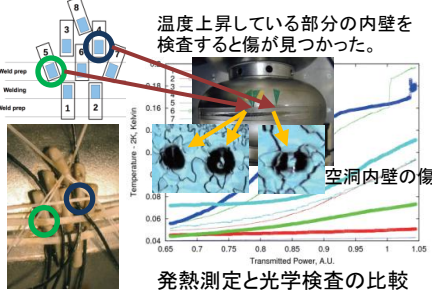 温度上昇している部分の内壁を
検査すると傷が見つかった。
8
3
4
5
6
7
Weld prep
Welding
Weld prep
1
2
Temperature - 2K, Kelvin
0.18
0.16
0.08
0.06
0.04
0.65
0.7
0.75
0.8
0.85
0.9
0.95
1
1.05
Transmitted Power, A.U.
空洞内壁の傷
発熱測定と光学検査の比較